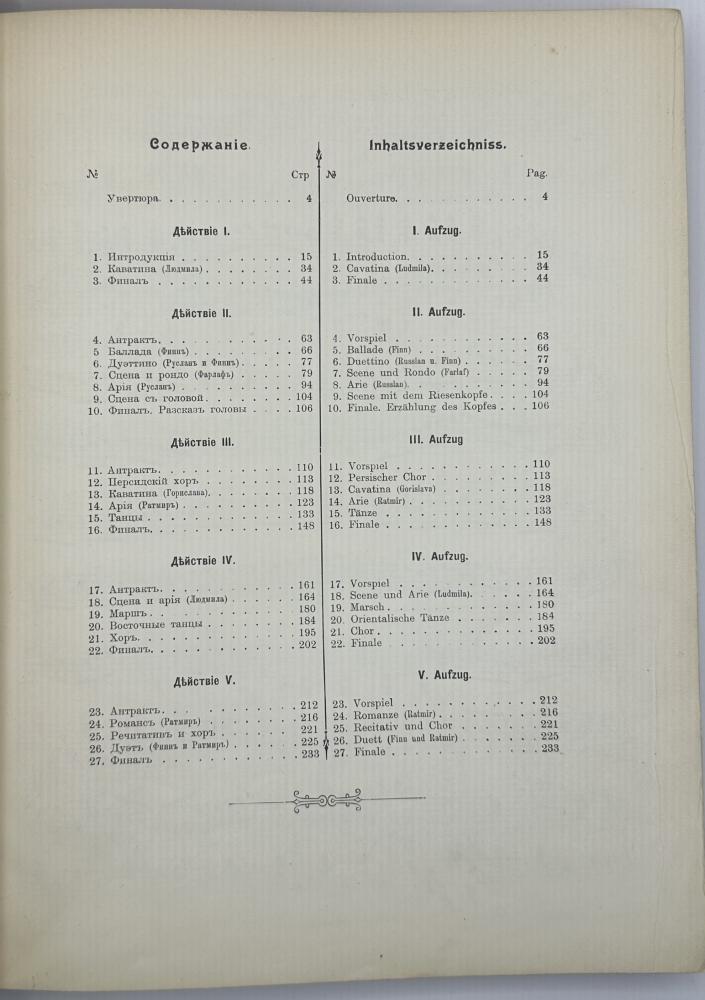 Содержаніе.
№ Стр
Увертюра. . . . . . . . . . . . 4
Дѣйствіе I.
1. Интродукція . . . . . . . . . . 15
2. Каватина (Людмила) . . . . . . . . 34
3. Финалъ . . . . . . . . . . . . 44
Дѣйствіе II.
4. Антрактъ. . . . . . . . . . . . 63
5 Баллада (Финнъ) . . . . . . . . . 66
6. Дуэттино (Русланъ и Финнъ) . . . . . 77
7. Сцена и рондо (Фарлафъ) . . . . . 79
8. Арія (Русланъ) . . . . . . . . . . 94
9. Сцена съ головой. . . . . . . . 104
10. Финалъ. Разсказъ головы . . . . 106
Дѣйствіе III.
11. Антрактъ. . . . . . . . . . . . 110
12. Персидскій хоръ . . . . . . . . 113
13. Каватина (Горислава). . . . . . . . 118
14. Арія (Ратмиръ) . . . . . . . . . . 123
15. Танцы . . . . . . . . . . . . . 133
16. Финалъ. . . . . . . . . . . . . 148
Дѣйствіе IV.
17. Антрактъ. . . . . . . . . . . . 161
18. Сцена и арія (Людмила) . . . . . . 164
19. Маршъ . . . . . . . . . . . . 180
20. Восточные танцы . . . . . . . . 184
21. Хоръ. . . . . . . . . . . . . . 195
22. Финалъ. . . . . . . . . . . . . 202
Дѣйствіе V.
23. Антрактъ. . . . . . . . . . . . 212
24. Романсъ (Ратмиръ) . . . . . . . . 216
25. Речитативъ и хоръ . . . . . . 221
26. Дуэтъ (Финнъ и Ратмиръ) . . . . . . 225
27. Финалъ . . . . . . . . . . . . 233
Inhaltsverzeichniss.
№ Pag.
Ouverture. . . . . . . . . . . . 4
I. Aufzug.
1. Introduction. . . . . . . . . . . 15
2. Cavatina (Ludmila). . . . . . . . . 34
3. Finale . . . . . . . . . . . . . 44
II. Aufzug.
4. Vorspiel . . . . . . . . . . . . 63
5. Ballade (Finn) . . . . . . . . . . 66
6. Duettino (Russlan u. Finn) . . . . . . 77
7. Scene und Rondo (Farlaf) . . . . . 79
8. Arie (Russlan). . . . . . . . . . . 94
9. Scene mit dem Riesenkopfe. . . . 104
10. Finale. Erzählung des Kopfes . . . 106
III. Aufzug
11. Vorspiel . . . . . . . . . . . . 110
12. Persischer Chor . . . . . . . . . 113
13. Cavatina (Gorislava) . . . . . . . . 118
14. Arie (Ratmir) . . . . . . . . . . . 123
15. Tänze . . . . . . . . . . . . . 133
16. Finale . . . . . . . . . . . . . 148
IV. Aufzug.
17. Vorspiel . . . . . . . . . . . . 161
18. Scene und Arie (Ludmila). . . . . . 164
19. Marsch . . . . . . . . . . . . . 180
20. Orientalische Tänze . . . . . . . 184
21. Chor . . . . . . . . . . . . . . 195
22. Finale . . . . . . . . . . . . . 202
V. Aufzug.
23. Vorspiel . . . . . . . . . . . . 212
24. Romanze (Ratmir) . . . . . . . . . 216
25. Recitativ und Chor . . . . . . . 221
26. Duett (Finn und Ratmir) . . . . . . . 225
27. Finale . . . . . . . . . . . . . 233